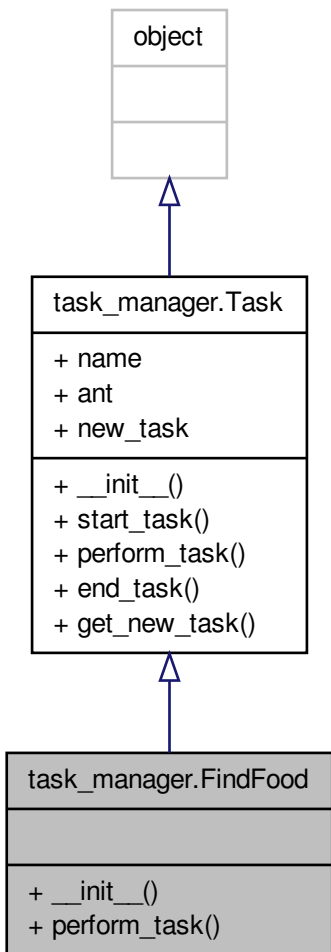 object
task_manager.Task
+ name
+ ant
+ new_task
+ __init__()
+ start_task()
+ perform_task()
+ end_task()
+ get_new_task()
task_manager.FindFood
+ __init__()
+ perform_task()